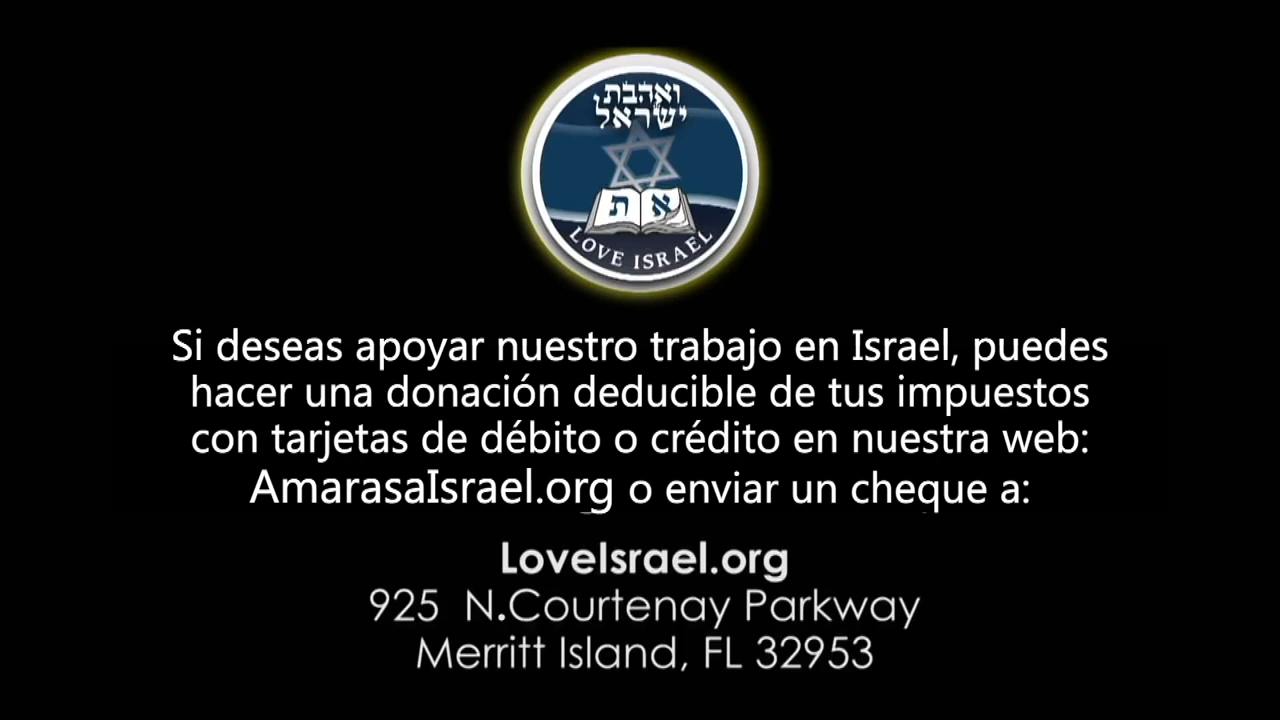 ואהבת
ישראל
ת א
LOVE ISRAEL
Si deseas apoyar nuestro trabajo en Israel, puedes
hacer una donación deducible de tus impuestos
con tarjetas de débito o crédito en nuestra web:
AmarasaIsrael.org o enviar un cheque a:
LoveIsrael.org
925 N.Courtenay Parkway
Merritt Island, FL 32953